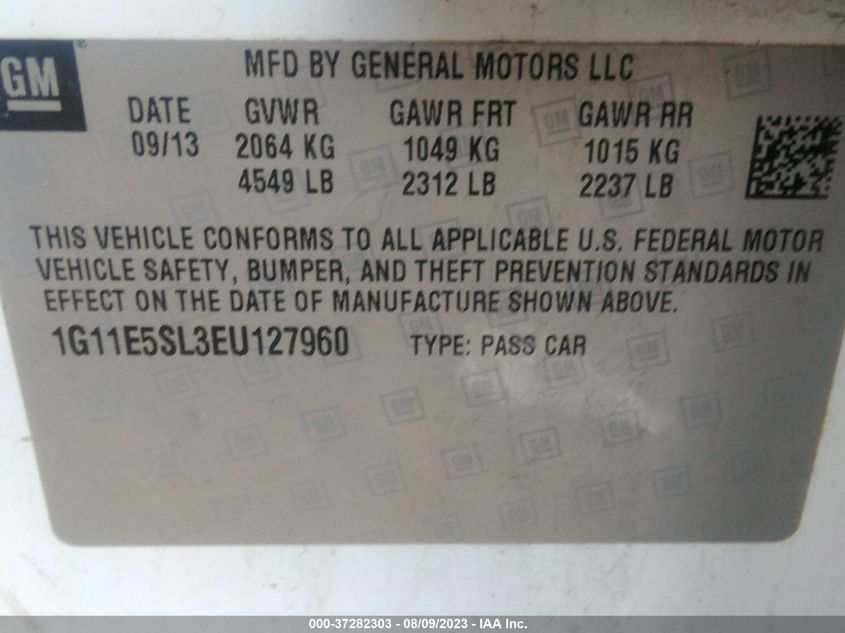 GM
MFD BY GENERAL MOTORS LLC
DATE GVWR GAWR FRT GAWR RR
09/13 2064 KG 1049 KG 1015 KG
4549 LB 2312 LB 2237 LB
THIS VEHICLE CONFORMS TO ALL APPLICABLE U.S. FEDERAL MOTOR
VEHICLE SAFETY, BUMPER, AND THEFT PREVENTION STANDARDS IN
EFFECT ON THE DATE OF MANUFACTURE SHOWN ABOVE.
1G11E5SL3EU127960 TYPE: PASS CAR
000-37282303 - 08/09/2023 - IAA Inc.